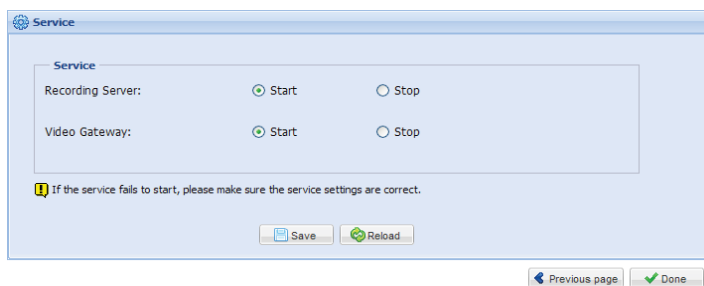 Service
Service
Recording Server: Start Stop
Video Gateway: Start Stop
If the service fails to start, please make sure the service settings are correct.
Save Reload
Previous page Done